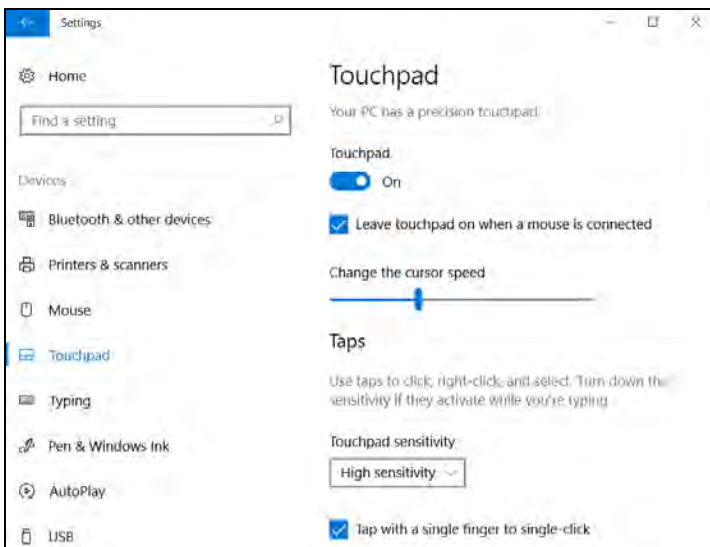 Settings
Home
Find a setting
Devices
Bluetooth & other devices
Printers & scanners
Mouse
Touchpad
Typing
Pen & Windows Ink
AutoPlay
USB
Touchpad
Your PC has a precision touchpad.
Touchpad
On
Leave touchpad on when a mouse is connected
Change the cursor speed
Taps
Use taps to click, right-click, and select. Turn down the
sensitivity if they activate while you're typing
Touchpad sensitivity
High sensitivity
Tap with a single finger to single-click